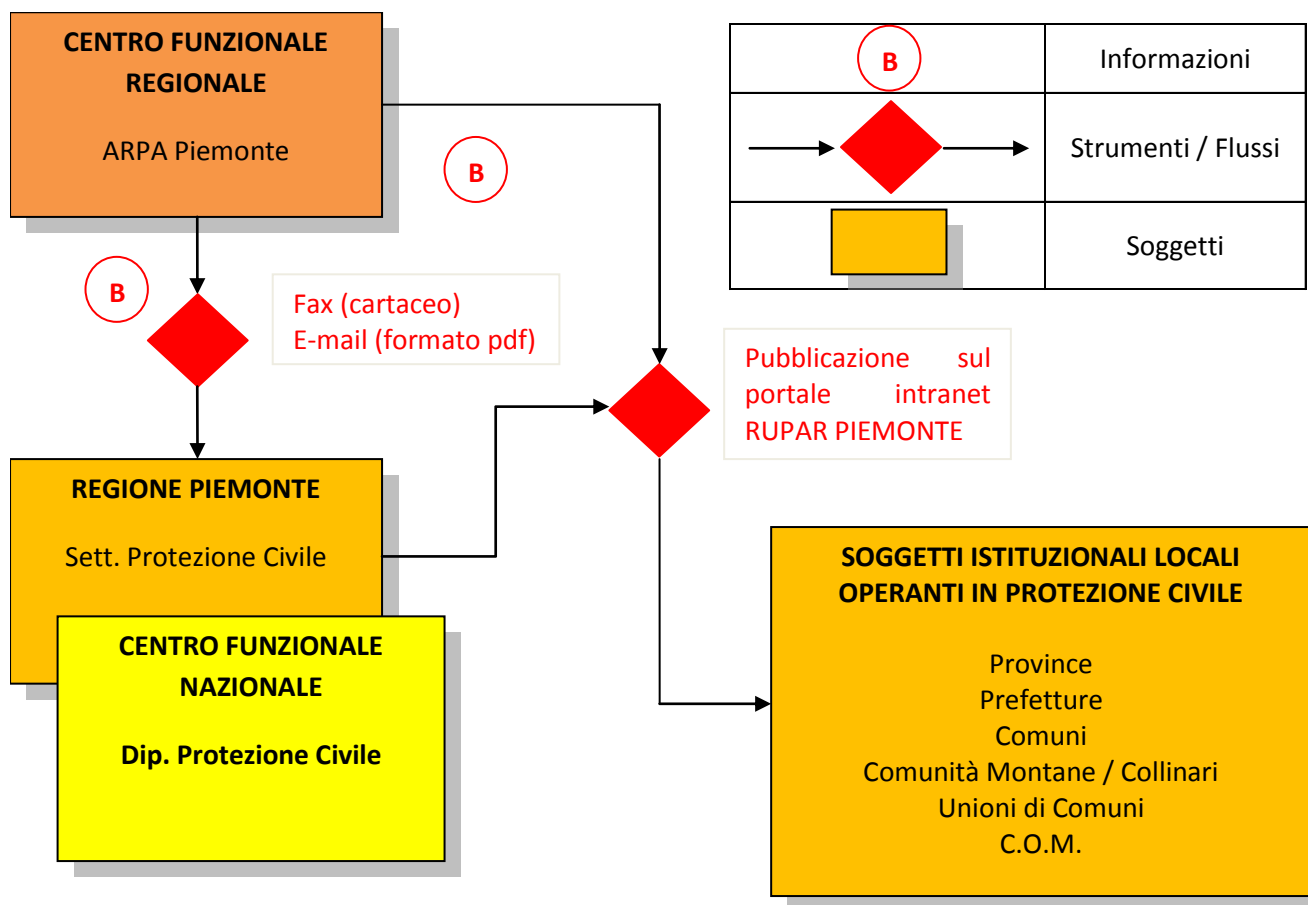 CENTRO FUNZIONALE
REGIONALE
ARPA Piemonte
B
Informazioni
Strumenti / Flussi
Soggetti
B
B
Fax (cartaceo)
E-mail (formato pdf)
Pubblicazione sul
portale intranet
RUPAR PIEMONTE
REGIONE PIEMONTE
Sett. Protezione Civile
CENTRO FUNZIONALE
NAZIONALE
Dip. Protezione Civile
SOGGETTI ISTITUZIONALI LOCALI
OPERANTI IN PROTEZIONE CIVILE
Province
Prefetture
Comuni
Comunità Montane / Collinari
Unioni di Comuni
C.O.M.